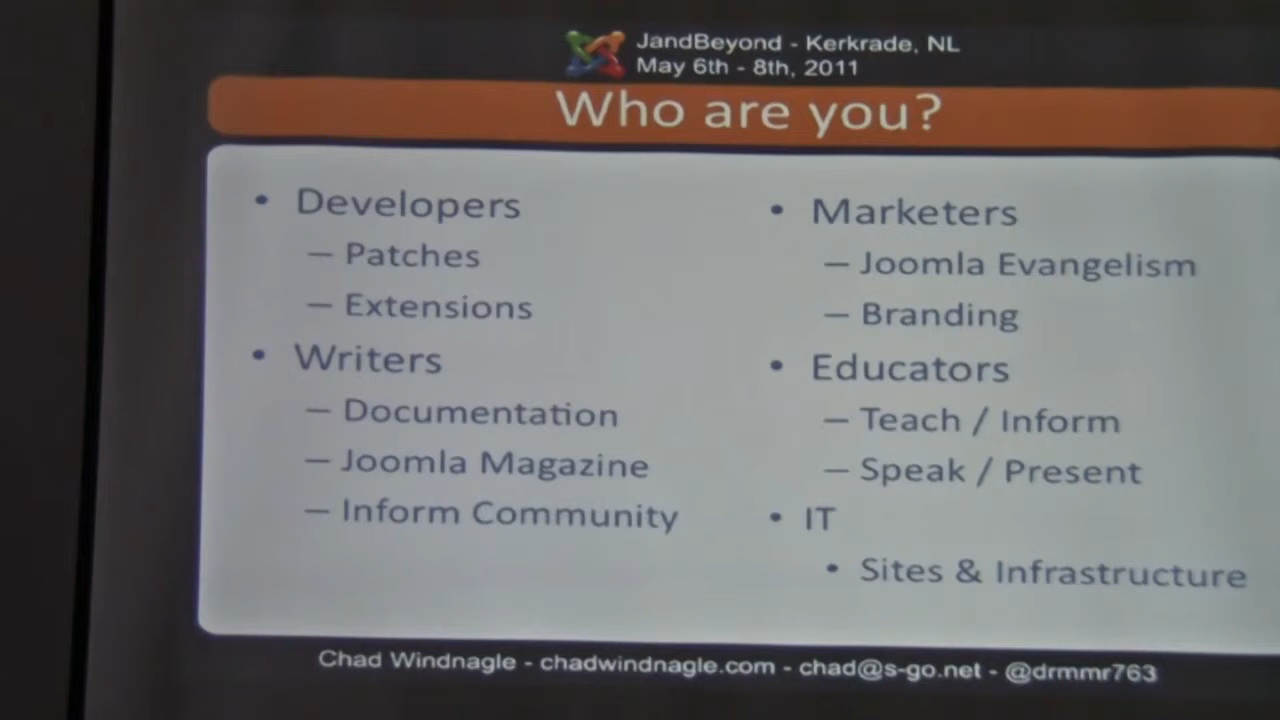 JandBeyond - Kerkrade, NL
May 6th - 8th, 2011
Who are you?
• Developers
– Patches
– Extensions
• Writers
– Documentation
– Joomla Magazine
– Inform Community
• Marketers
– Joomla Evangelism
– Branding
• Educators
– Teach / Inform
– Speak / Present
• IT
• Sites & Infrastructure
Chad Windnagle - chadwindnagle.com - chad@s-go.net - @drmmr763